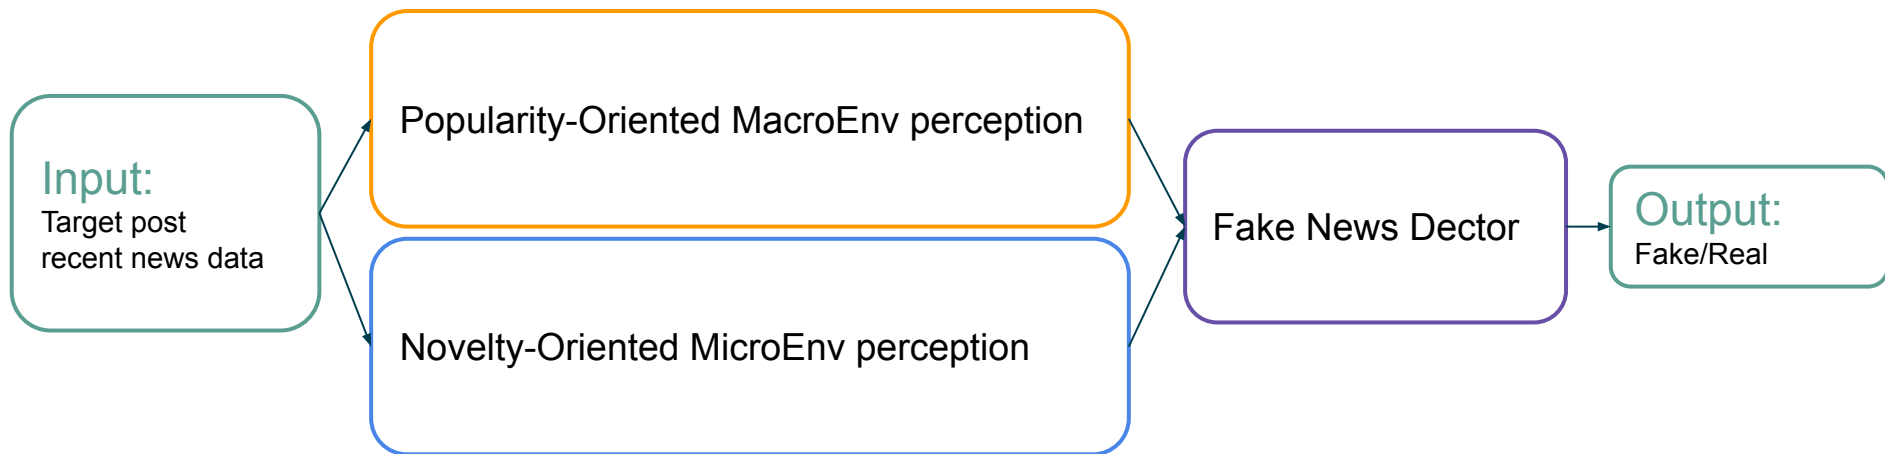 Input:
Target post
recent news data
Popularity-Oriented MacroEnv perception
Novelty-Oriented MicroEnv perception
Fake News Dector
Output:
Fake/Real